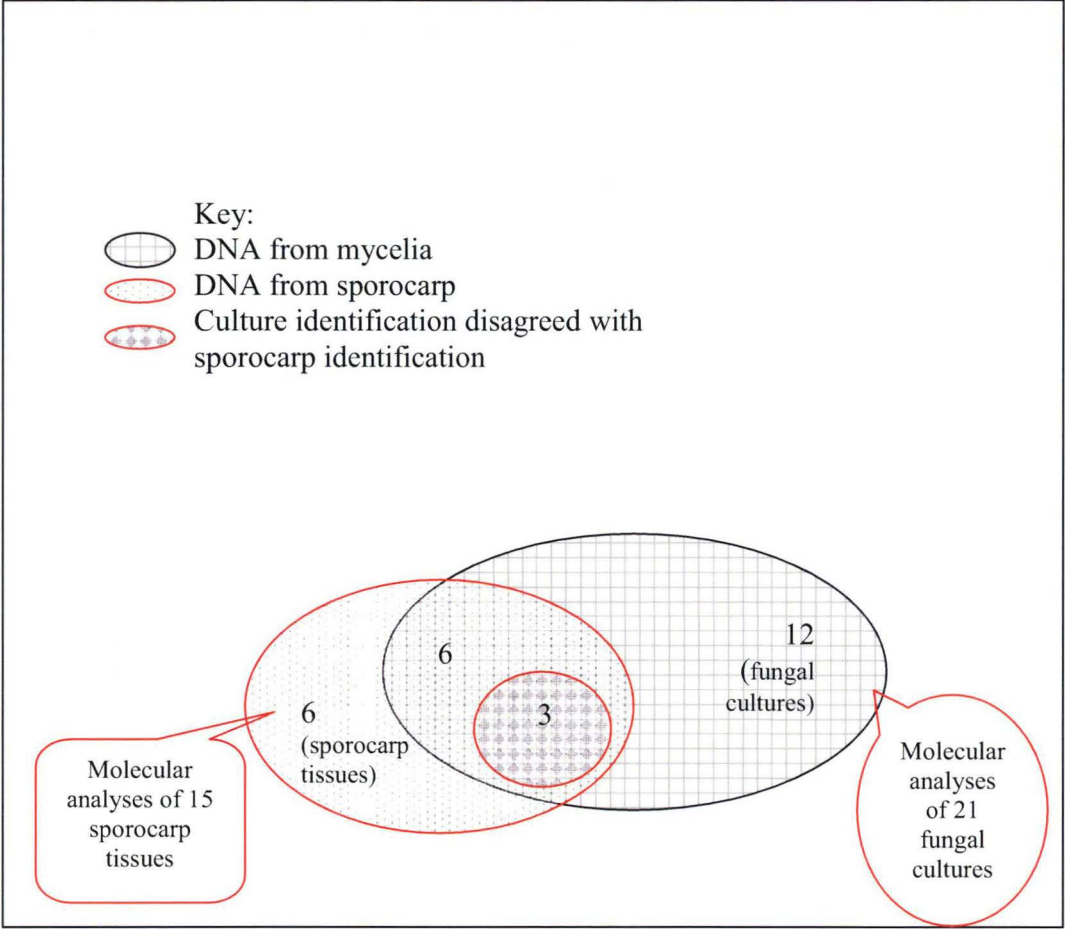 Key:
DNA from mycelia
DNA from sporocarp
Culture identification disagreed with
sporocarp identification
6
12
(fungal
cultures)
3
6
(sporocarp
tissues)
Molecular
analyses of 15
sporocarp
tissues
Molecular
analyses
of 21
fungal
cultures